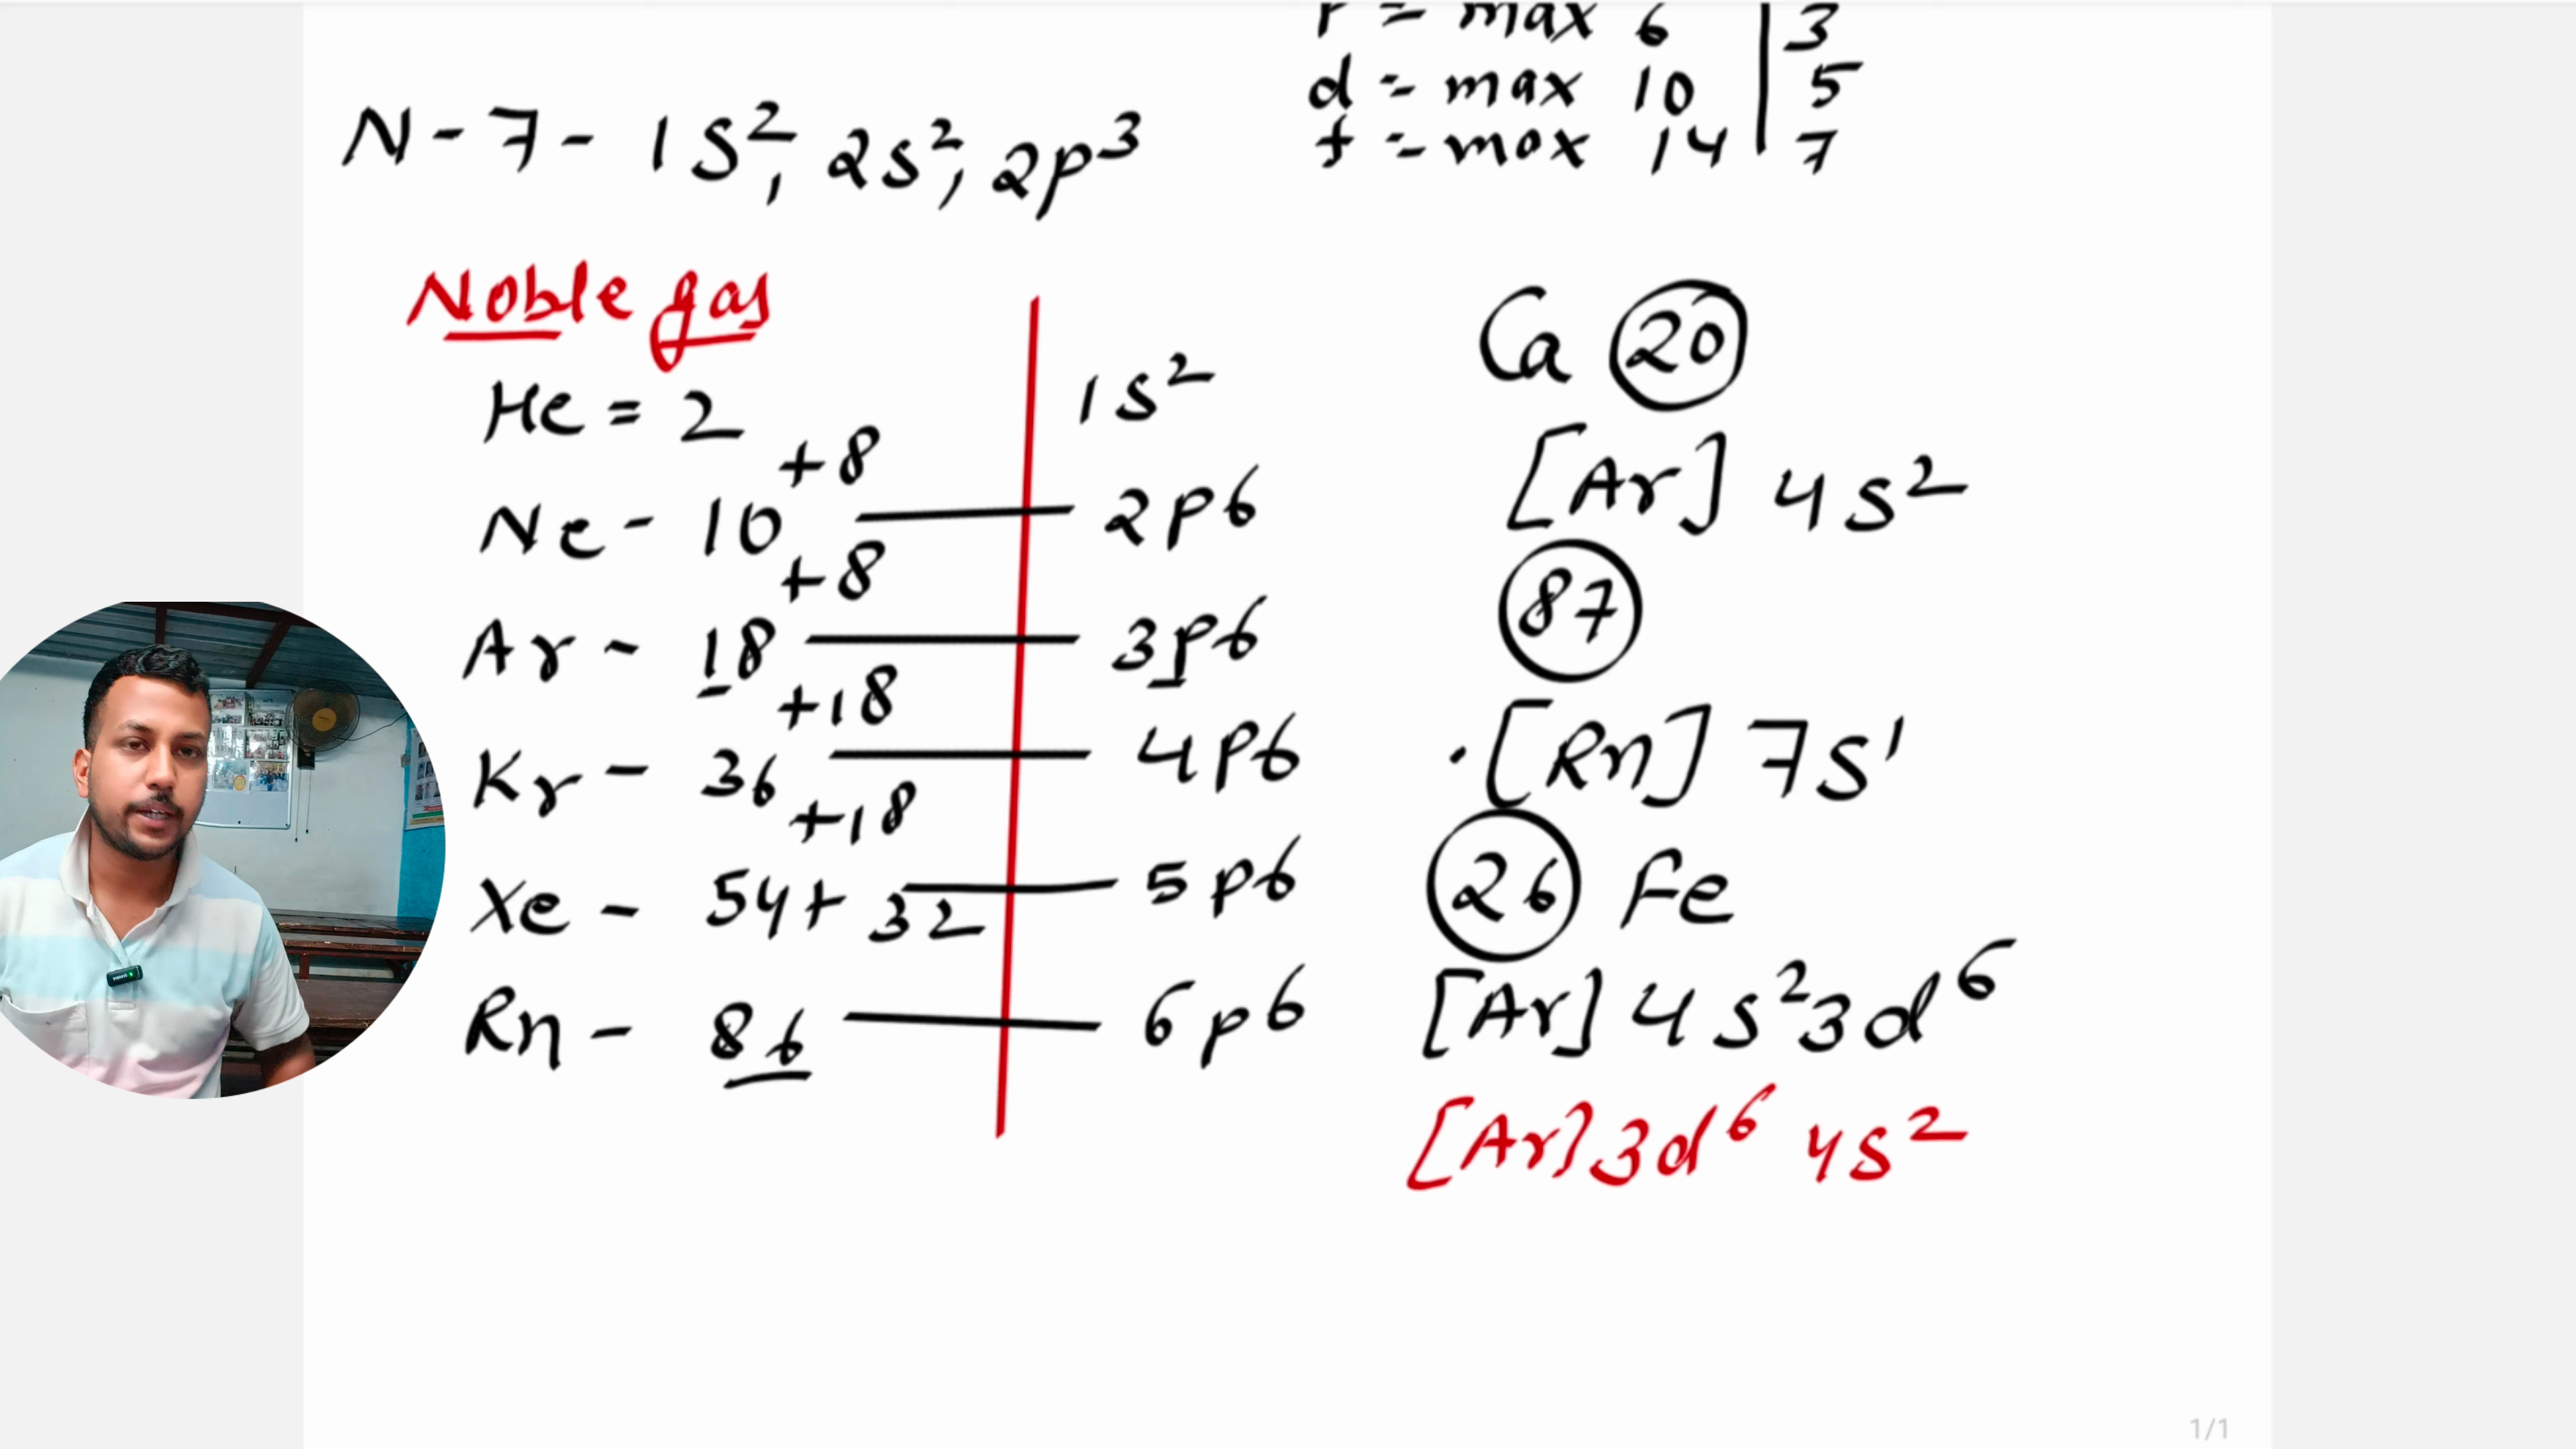 p = max 6 | 3
d = max 10 | 5
f = max 14 | 7
N - 7 - 1s², 2s², 2p³
Noble gas
He = 2 1s²
+8
Ne - 10 — 2p6
+8
Ar - 18 — 3p6
+18
Kr - 36 — 4p6
+18
Xe - 54 + 32 — 5p6
Rn - 86 — 6p6
Ca 20
[Ar] 4s²
87
[Rn] 7s¹
26 Fe
[Ar] 4s² 3d⁶
[Ar] 3d⁶ 4s²
1/1